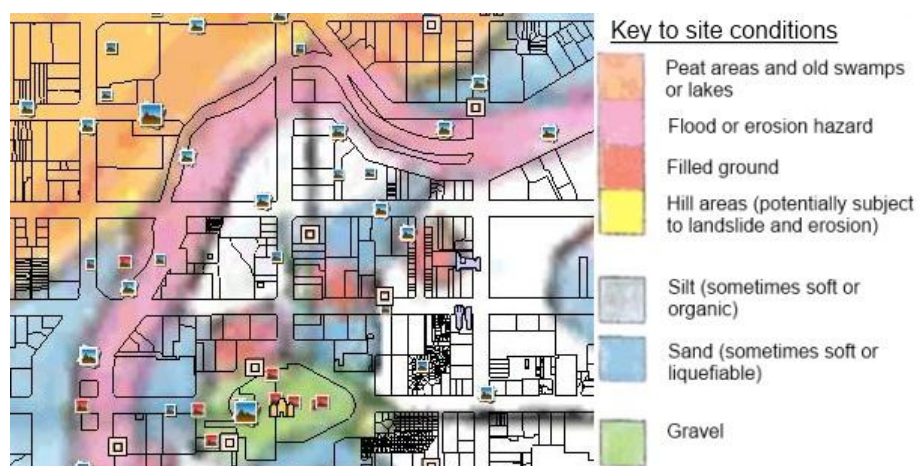 Key to site conditions
Peat areas and old swamps
or lakes
Flood or erosion hazard
Filled ground
Hill areas (potentially subject
to landslide and erosion)
Silt (sometimes soft or
organic)
Sand (sometimes soft or
liquefiable)
Gravel